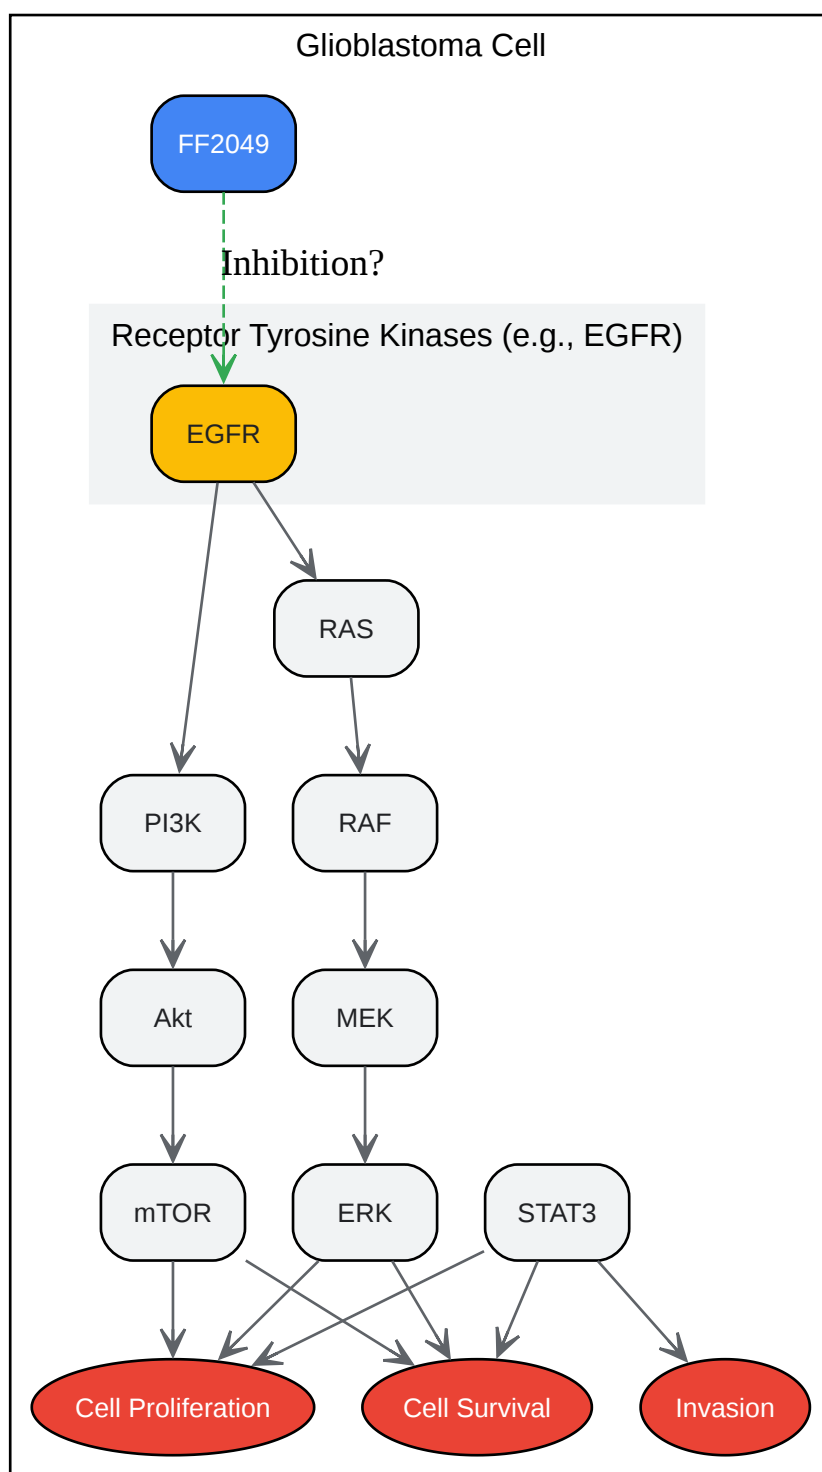 Glioblastoma Cell
FF2049
Inhibition?
Receptor Tyrosine Kinases (e.g., EGFR)
EGFR
RAS
PI3K
RAF
Akt
MEK
mTOR
ERK
STAT3
Cell Proliferation
Cell Survival
Invasion